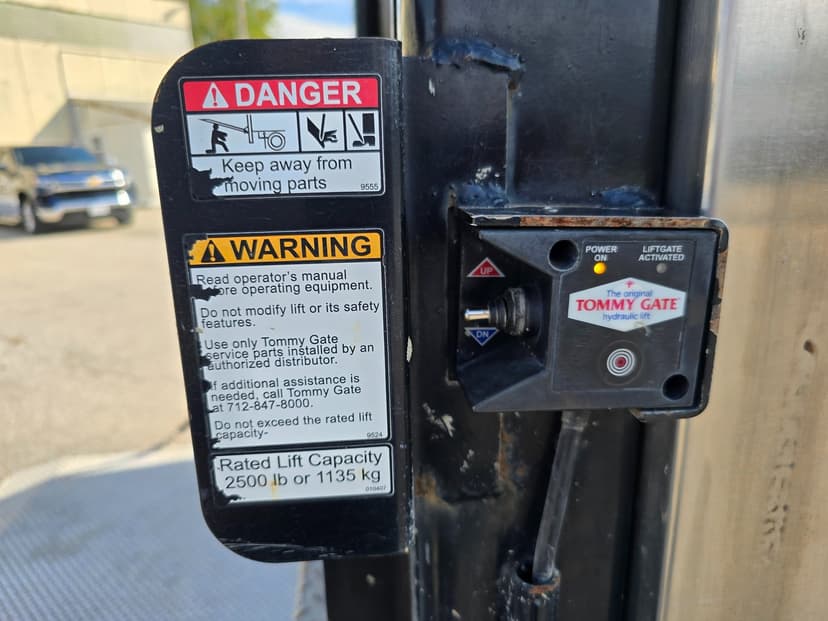 DANGER
Keep away from
moving parts
9555
WARNING
Read operator's manual
before operating equipment.
Do not modify lift or its safety
features.
Use only Tommy Gate
service parts installed by an
authorized distributor.
If additional assistance is
needed, call Tommy Gate
at 712-847-8000.
Do not exceed the rated lift
capacity-
9524
Rated Lift Capacity
2500 lb or 1135 kg
010407
UP
DN
POWER
ON
LIFTGATE
ACTIVATED
The original
TOMMY GATE
hydraulic lift